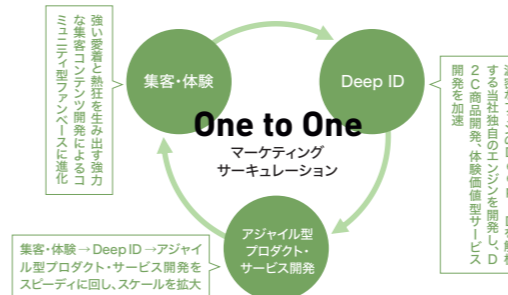 強い愛着と熱狂を生み出す強力
な集客コンテンツ開発によるコ
ミュニティ型ファンベースに進化
集客・体験
Deep ID
One to One
マーケティング
サーキュレーション
する当社独自のエンジンを開発し、D
2C商品開発、体験価値型サービス
開発を加速
アジャイル型
プロダクト・
サービス開発
集客・体験→Deep ID→アジャイ
ル型プロダクト・サービス開発を
スピーディに回し、スケールを拡大